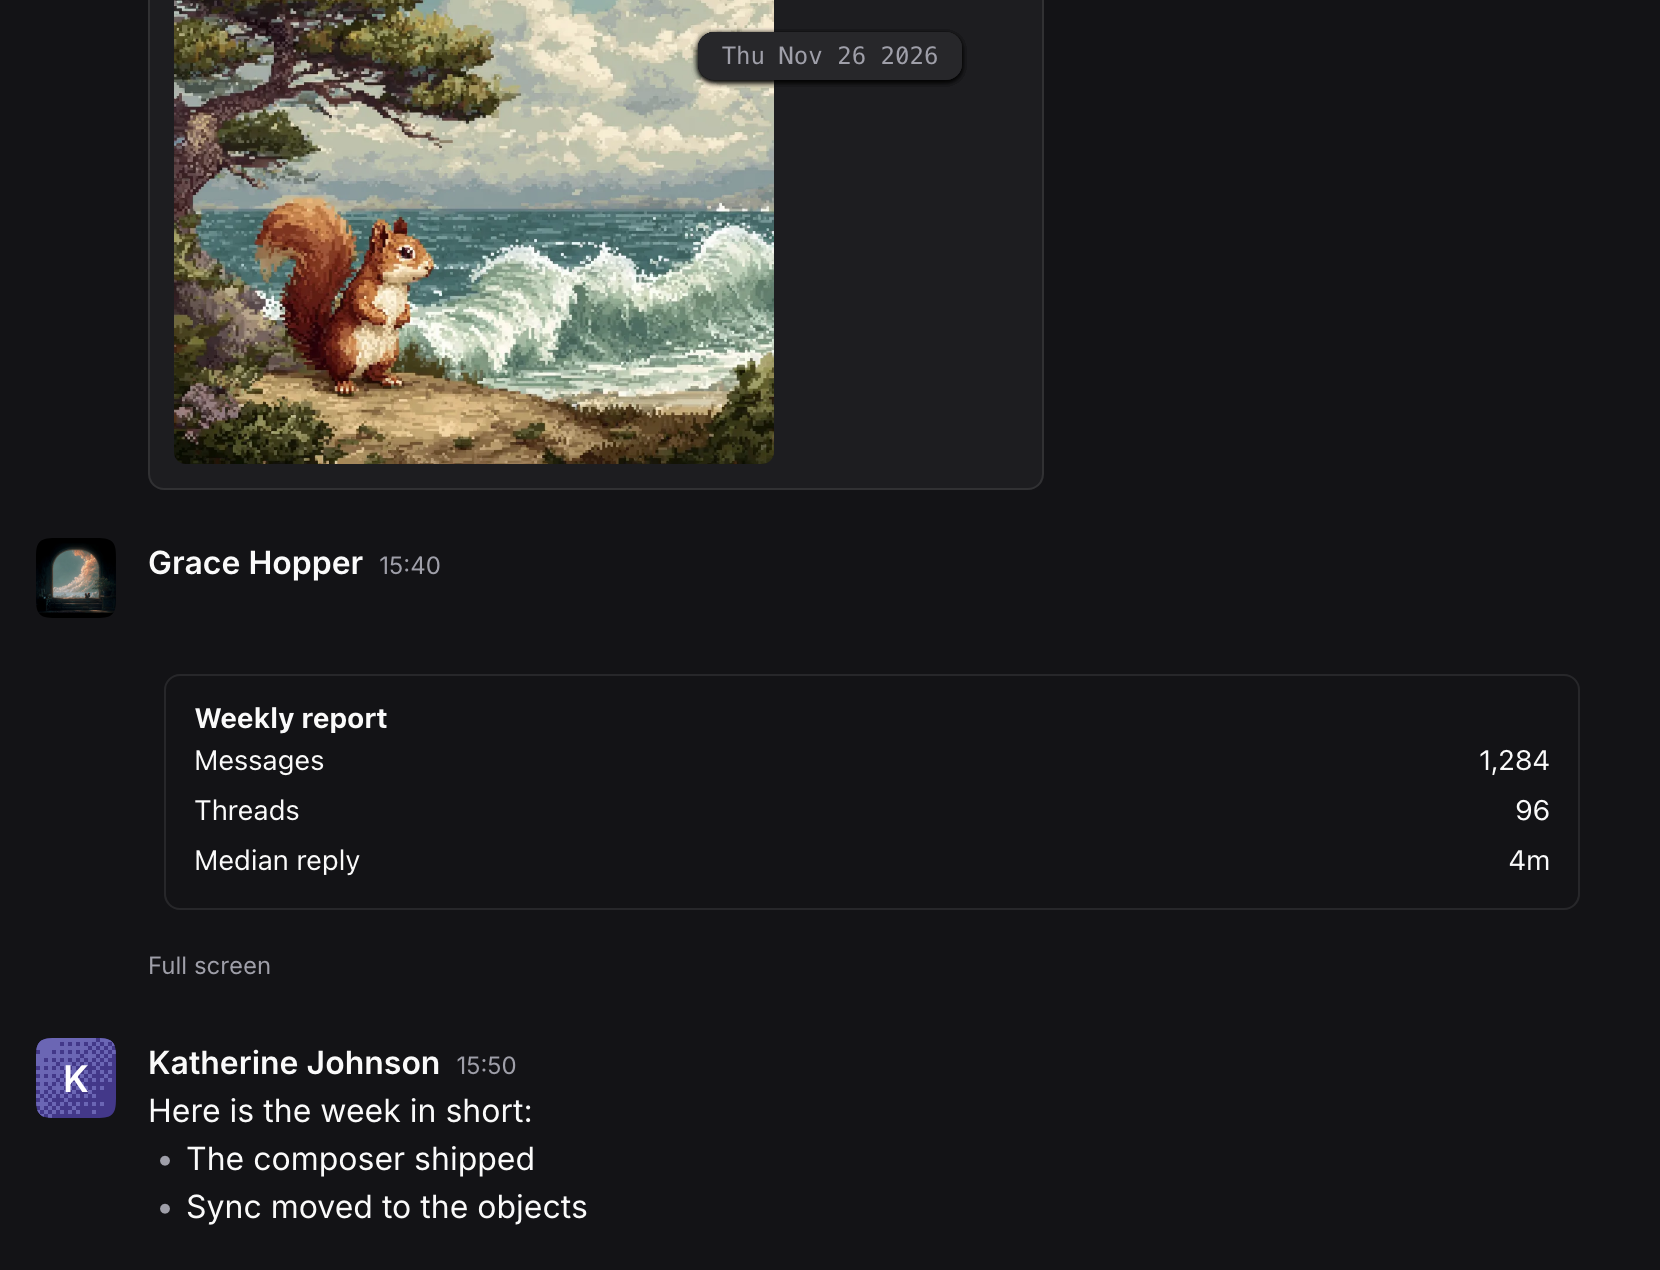 Thu Nov 26 2026
Grace Hopper 15:40
Weekly report
Messages 1,284
Threads 96
Median reply 4m
Full screen
K
Katherine Johnson 15:50
Here is the week in short:
• The composer shipped
• Sync moved to the objects